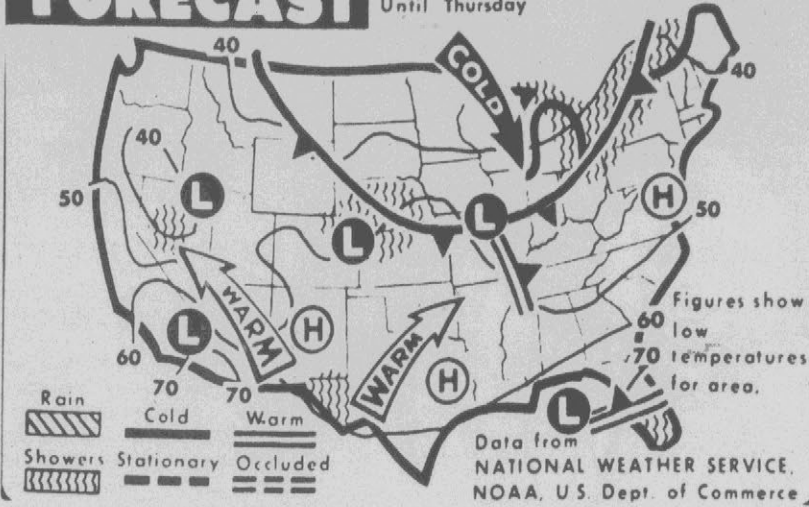 FORECAST
Until Thursday
40
COLD
40
40
L
50
H
50
L
L
WARM
L
H
WARM
H
60
70
70
60
70
Figures show
low
temperatures
for area.
L
Rain
Cold
Warm
Showers
Stationary
Occluded
Data from
NATIONAL WEATHER SERVICE,
NOAA, U.S. Dept. of Commerce